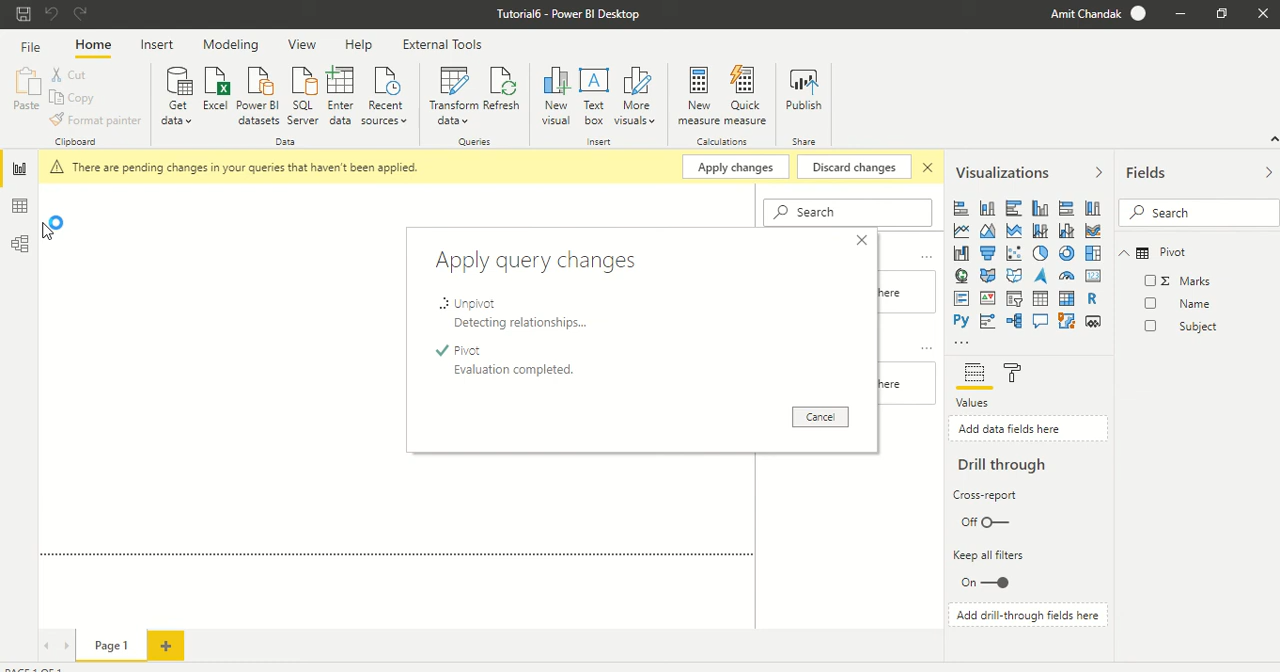 Tutorial6 - Power BI Desktop
Amit Chandak
File
Home
Insert
Modeling
View
Help
External Tools
Paste
Cut
Copy
Format painter
Clipboard
Get data
Excel
Power BI datasets
SQL Server
Enter data
Recent sources
Data
Transform data
Refresh
Queries
New visual
Text box
More visuals
Insert
New measure
Quick measure
Calculations
Publish
Share
There are pending changes in your queries that haven't been applied.
Apply changes
Discard changes
Search
here
here
Apply query changes
Unpivot
Detecting relationships...
Pivot
Evaluation completed.
Cancel
Visualizations
R
Py
Values
Add data fields here
Drill through
Cross-report
Off
Keep all filters
On
Add drill-through fields here
Fields
Search
Pivot
Marks
Name
Subject
Page 1
PAGE 1 OF 1